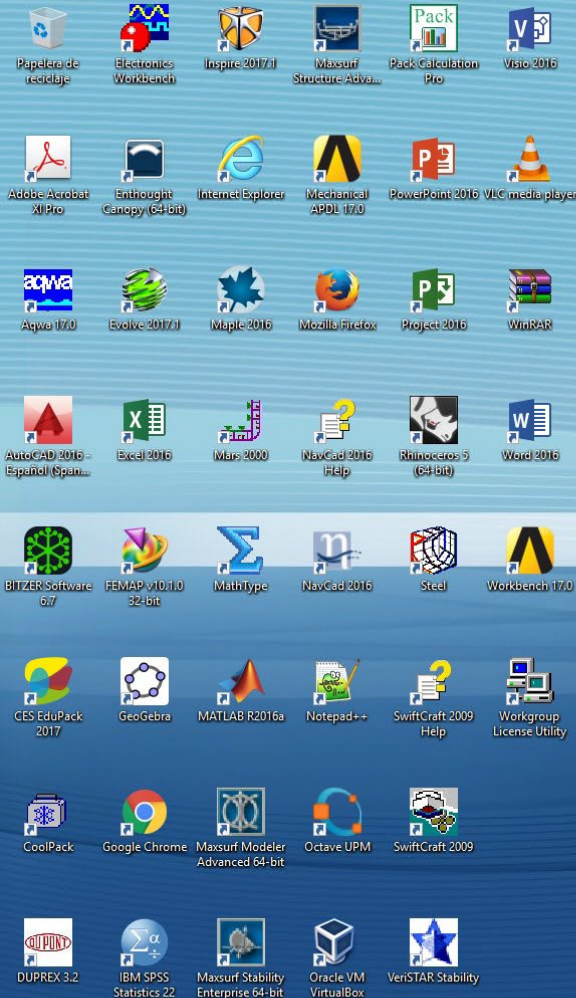 Papelera de reciclaje
Electronics Workbench
Inspire 2017.1
Maxsurf Structure Adva...
Pack
Pack Calculation Pro
Visio 2016
Adobe Acrobat XI Pro
Enthought Canopy (64-bit)
Internet Explorer
Mechanical APDL 17.0
PowerPoint 2016
VLC media player
aqwa
Aqwa 17.0
Evolve 2017.1
Maple 2016
Mozilla Firefox
Project 2016
WinRAR
AutoCAD 2016 - Español (Span...
Excel 2016
Mars 2000
NavCad 2016 Help
Rhinoceros 5 (64-bit)
Word 2016
BITZER Software 6.7
FEMAP v10.1.0 32-bit
MathType
NavCad 2016
Steel
Workbench 17.0
CES EduPack 2017
GeoGebra
MATLAB R2016a
Notepad++
SwiftCraft 2009 Help
Workgroup License Utility
CoolPack
Google Chrome
Maxsurf Modeler Advanced 64-bit
Octave UPM
SwiftCraft 2009
DUPONT
DUPREX 3.2
IBM SPSS Statistics 22
Maxsurf Stability Enterprise 64-bit
Oracle VM VirtualBox
VeriSTAR Stability